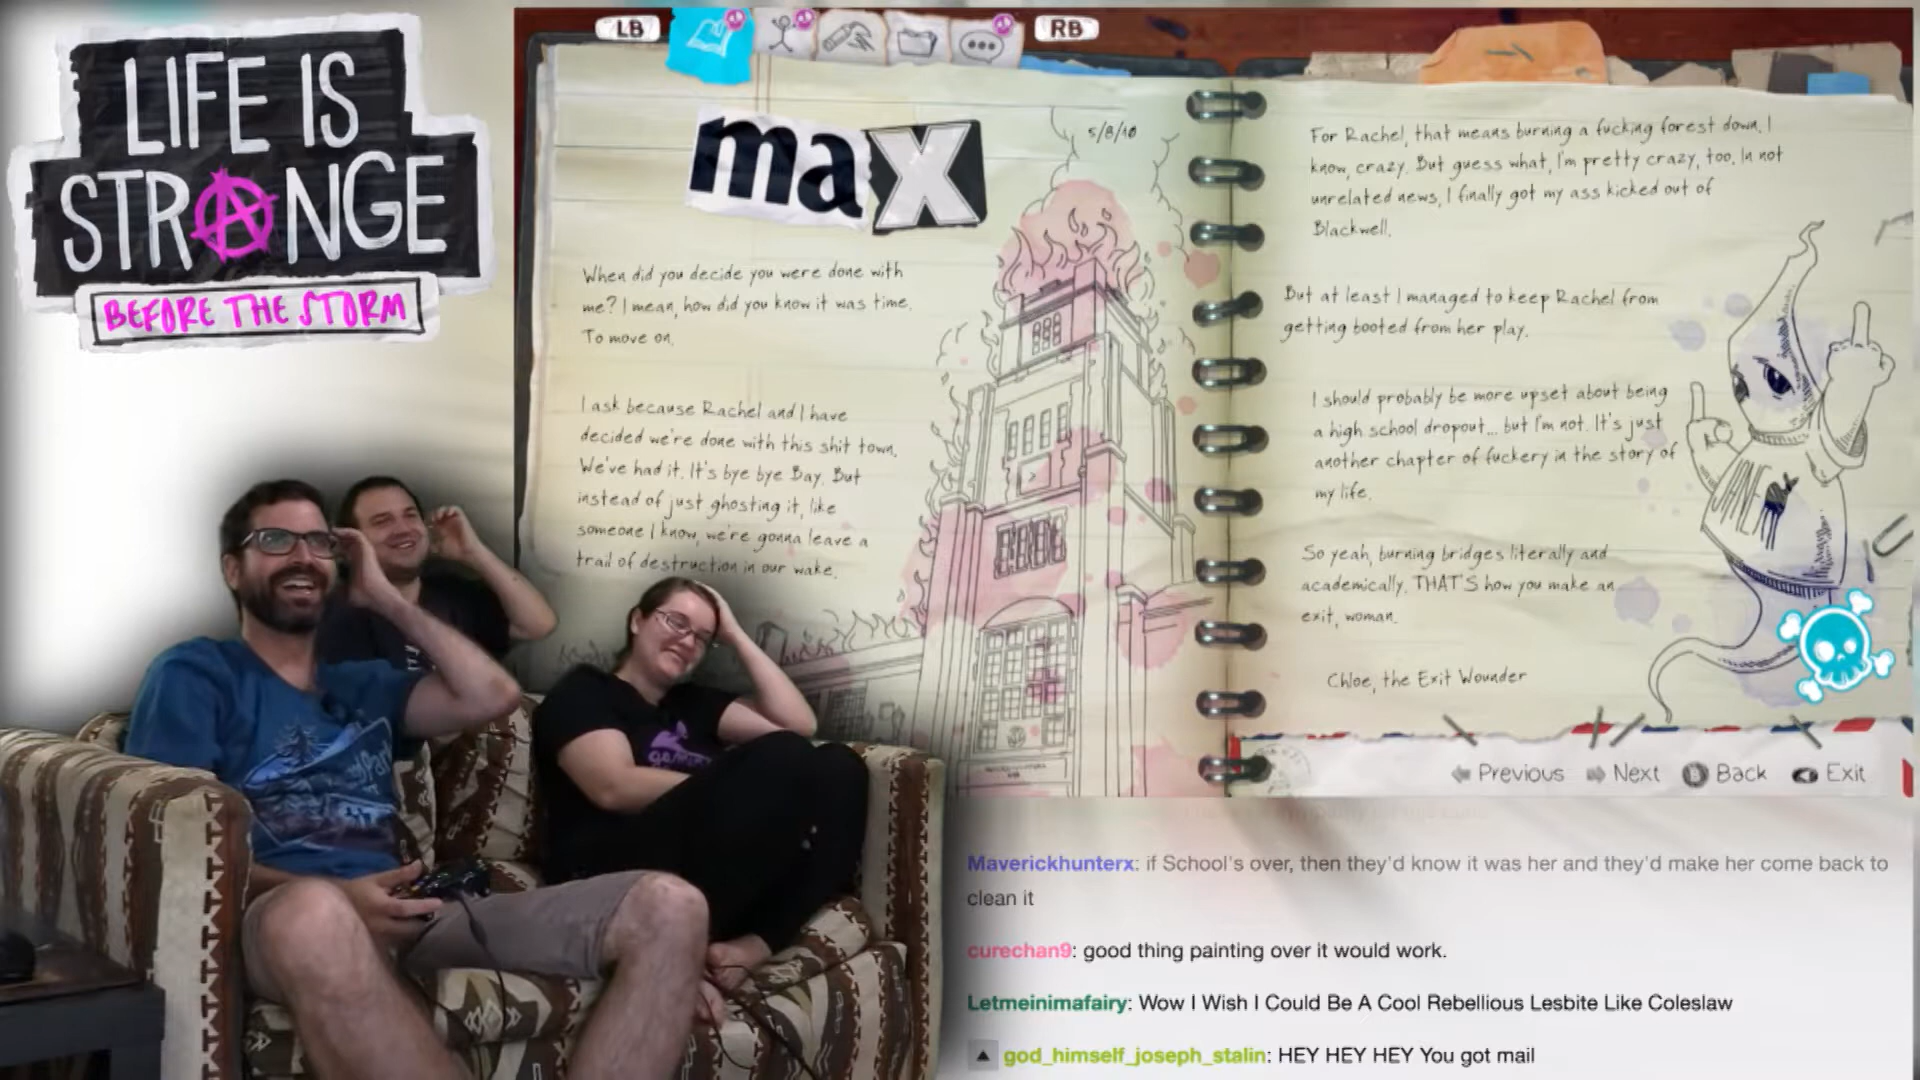 LIFE IS
STRANGE
BEFORE THE STORM
LB
RB
max
5/8/10
When did you decide you were done with
me? I mean, how did you know it was time.
To move on.
I ask because Rachel and I have
decided we're done with this shit town.
We've had it. It's bye bye Bay. But
instead of just ghosting it, like
someone I know, we're gonna leave a
trail of destruction in our wake.
For Rachel, that means burning a fucking forest down. I
know, crazy. But guess what, I'm pretty crazy, too. In not
unrelated news, I finally got my ass kicked out of
Blackwell.
But at least I managed to keep Rachel from
getting booted from her play.
I should probably be more upset about being
a high school dropout... but I'm not. It's just
another chapter of fuckery in the story of
my life.
So yeah, burning bridges literally and
academically. THAT'S how you make an
exit, woman.
Chloe, the Exit Wounder
Previous Next Back Exit
Maverickhunterx: if School's over, then they'd know it was her and they'd make her come back to
clean it
curechan9: good thing painting over it would work.
Letmeinimafairy: Wow I Wish I Could Be A Cool Rebellious Lesbite Like Coleslaw
god_himself_joseph_stalin: HEY HEY HEY You got mail